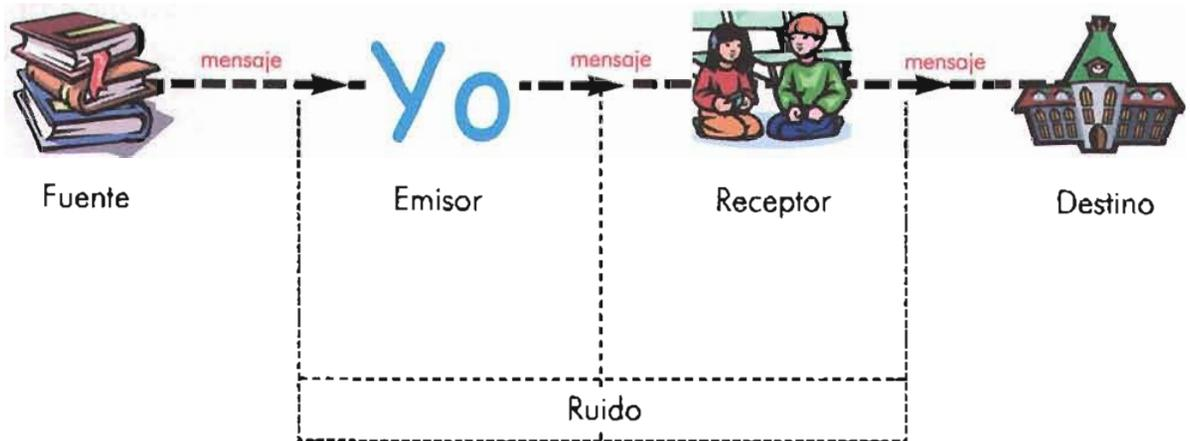 mensaje
mensaje
mensaje
Yo
Fuente
Emisor
Receptor
Destino
Ruido